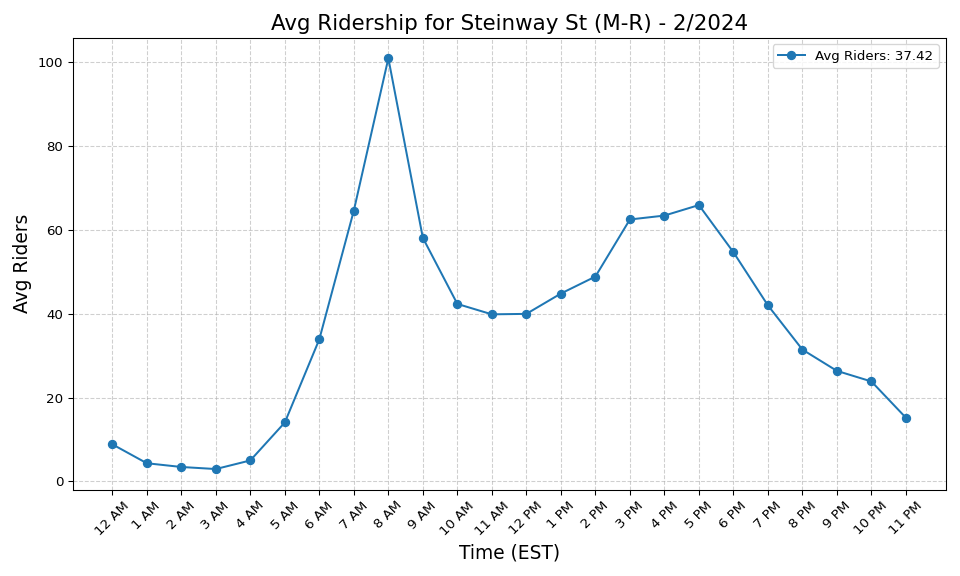 Avg Ridership for Steinway St (M-R) - 2/2024
Avg Riders: 37.42
Avg Riders
100
80
60
40
20
0
12 AM
1 AM
2 AM
3 AM
4 AM
5 AM
6 AM
7 AM
8 AM
9 AM
10 AM
11 AM
12 PM
1 PM
2 PM
3 PM
4 PM
5 PM
6 PM
7 PM
8 PM
9 PM
10 PM
11 PM
Time (EST)